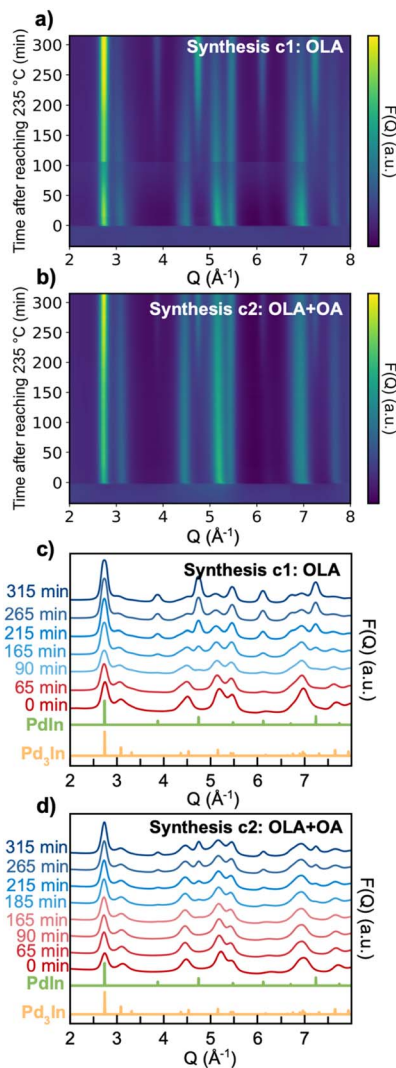 a)
Synthesis c1: OLA
Time after reaching 235 °C (min)
300
250
200
150
100
50
0
2 3 4 5 6 7 8
Q (Å⁻¹)
F(Q) (a.u.)
b)
Synthesis c2: OLA+OA
Time after reaching 235 °C (min)
300
250
200
150
100
50
0
2 3 4 5 6 7 8
Q (Å⁻¹)
F(Q) (a.u.)
c)
Synthesis c1: OLA
315 min
265 min
215 min
165 min
90 min
65 min
0 min
PdIn
Pd₃In
F(Q) (a.u.)
2 3 4 5 6 7
Q (Å⁻¹)
d)
Synthesis c2: OLA+OA
315 min
265 min
215 min
185 min
165 min
90 min
65 min
0 min
PdIn
Pd₃In
F(Q) (a.u.)
2 3 4 5 6 7
Q (Å⁻¹)